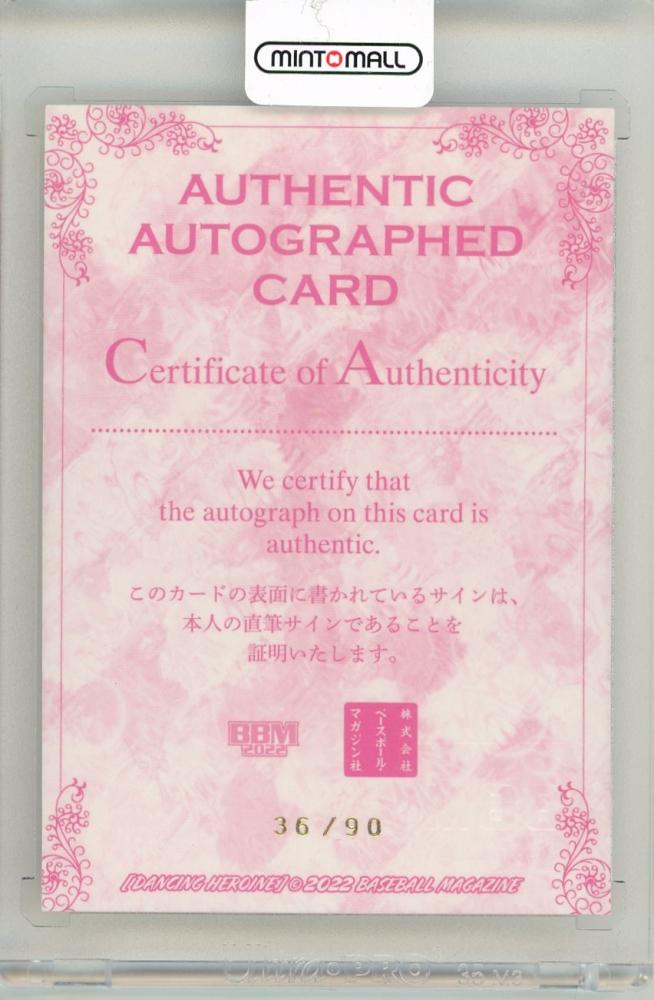 MINTOMALL
AUTHENTIC
AUTOGRAPHED
CARD
Certificate of Authenticity
We certify that
the autograph on this card is
authentic.
このカードの表面に書かれているサインは、
本人の直筆サインであることを
証明いたします。
BBM
2022
株式会社
ベースボール・
マガジン社
36/90
[DANCING HEROINE] © 2022 BASEBALL MAGAZINE
Ultra·PRO 35 V3